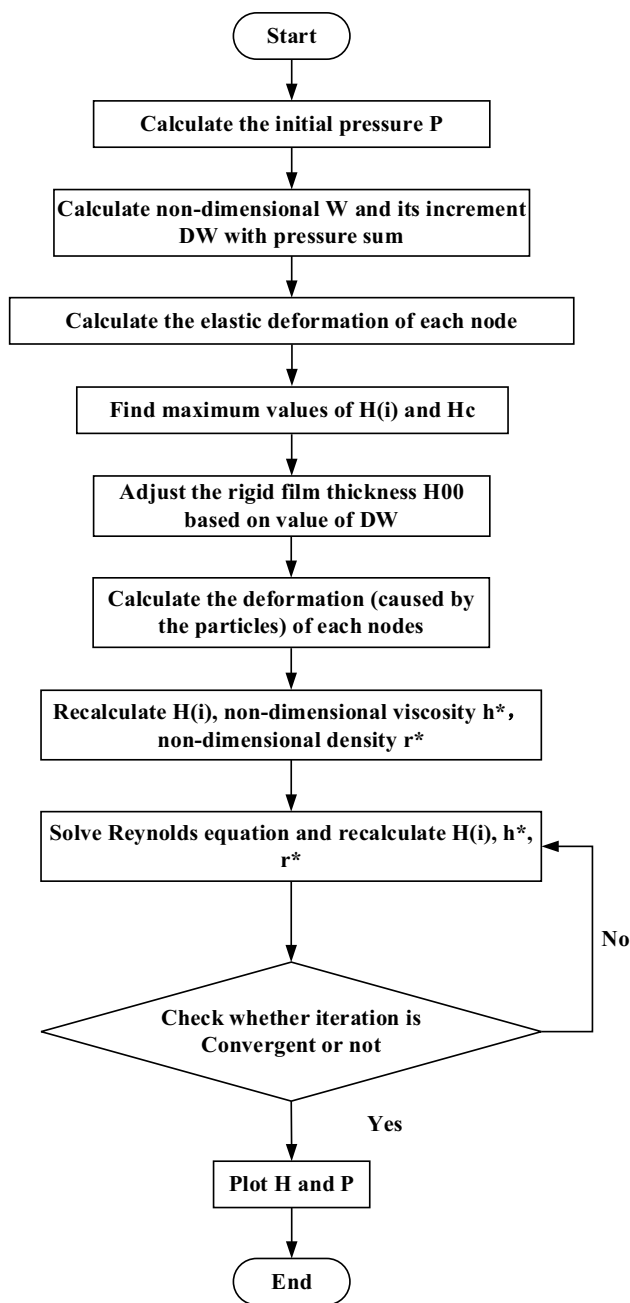 Start
Calculate the initial pressure P
Calculate non-dimensional W and its increment
DW with pressure sum
Calculate the elastic deformation of each node
Find maximum values of H(i) and Hc
Adjust the rigid film thickness H00
based on value of DW
Calculate the deformation (caused by
the particles) of each nodes
Recalculate H(i), non-dimensional viscosity h*，
non-dimensional density r*
Solve Reynolds equation and recalculate H(i), h*,
r*
No
Check whether iteration is
Convergent or not
Yes
Plot H and P
End